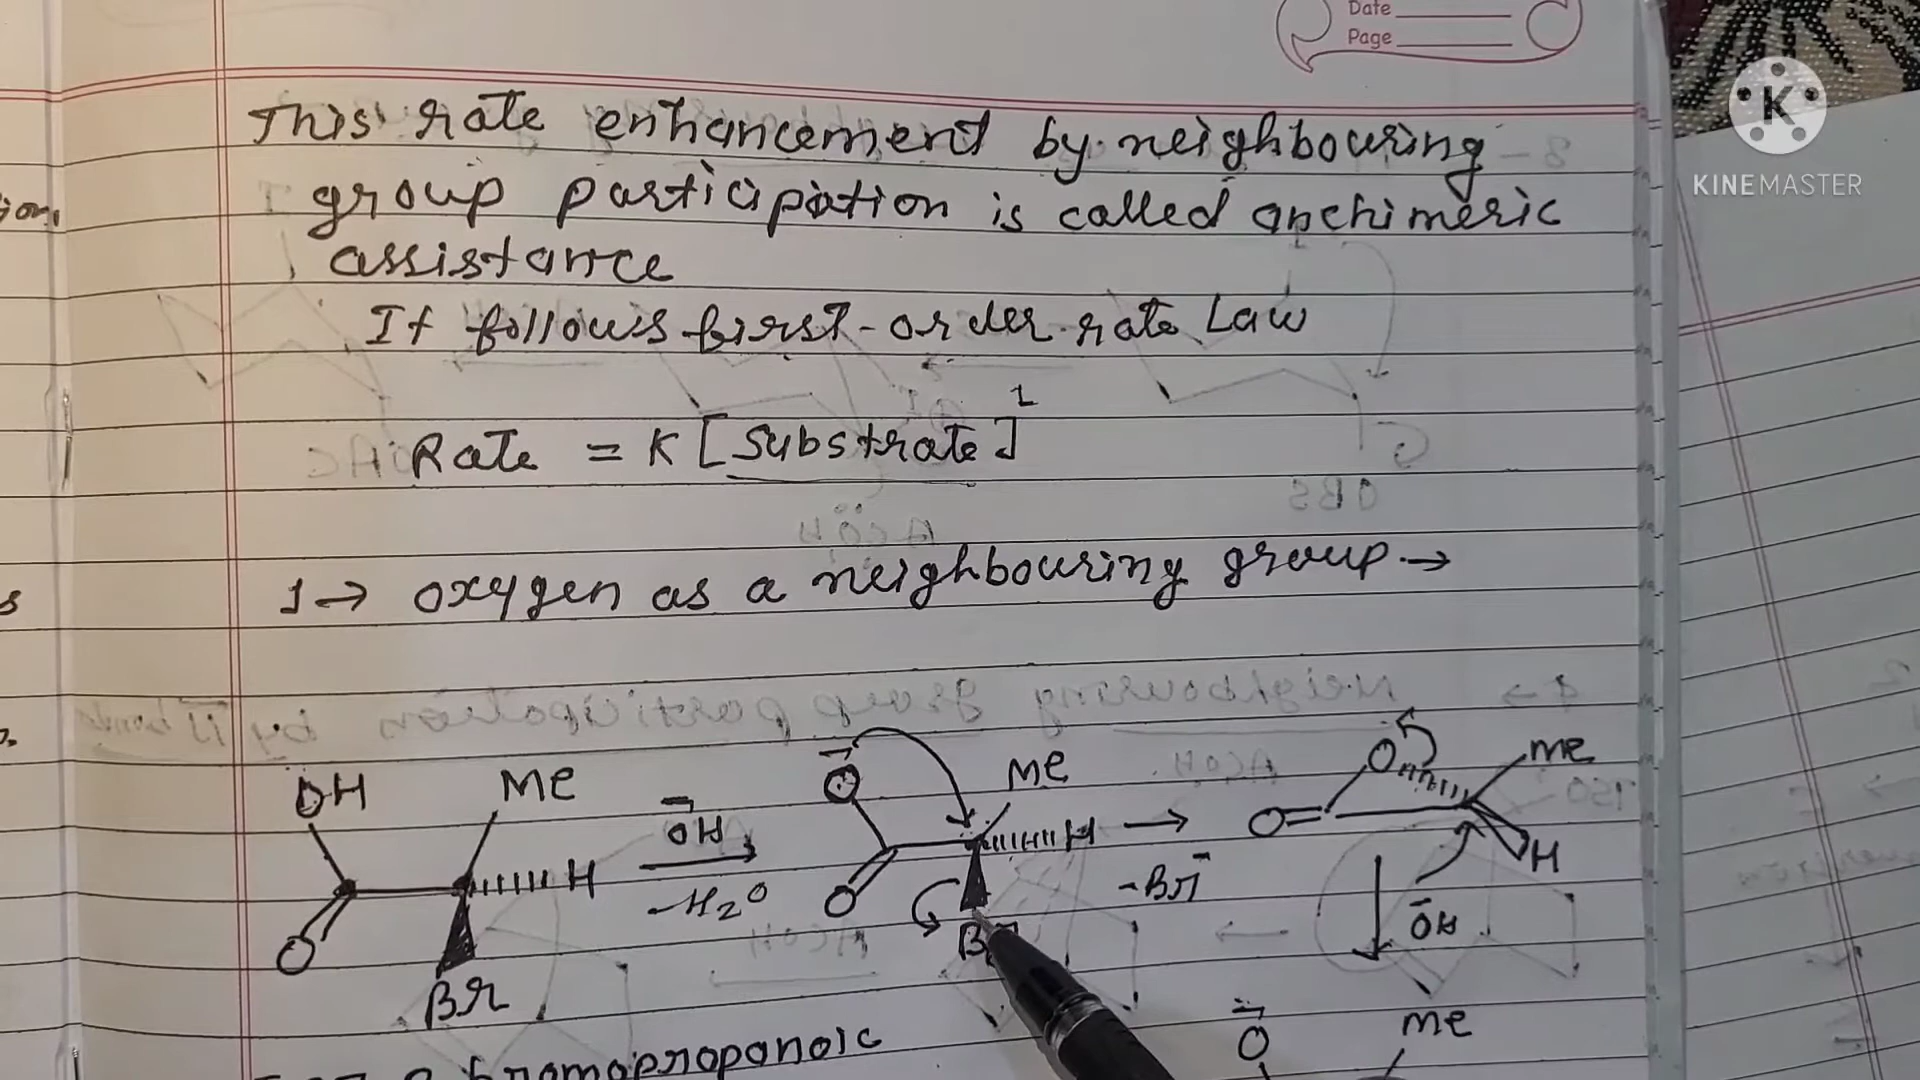 Date
Page
K
KINEMASTER
This rate enhancement by neighbouring
group participation is called anchimeric
assistance
It follows first-order rate Law
Rate = K [Substrate]^1
1→ oxygen as a neighbouring group →
OH Me H O Br
ŌH
-H2O
Ō Me H O Br
-Br⁻
O Me O= H
ŌH
Ō Me
bromopropanoic